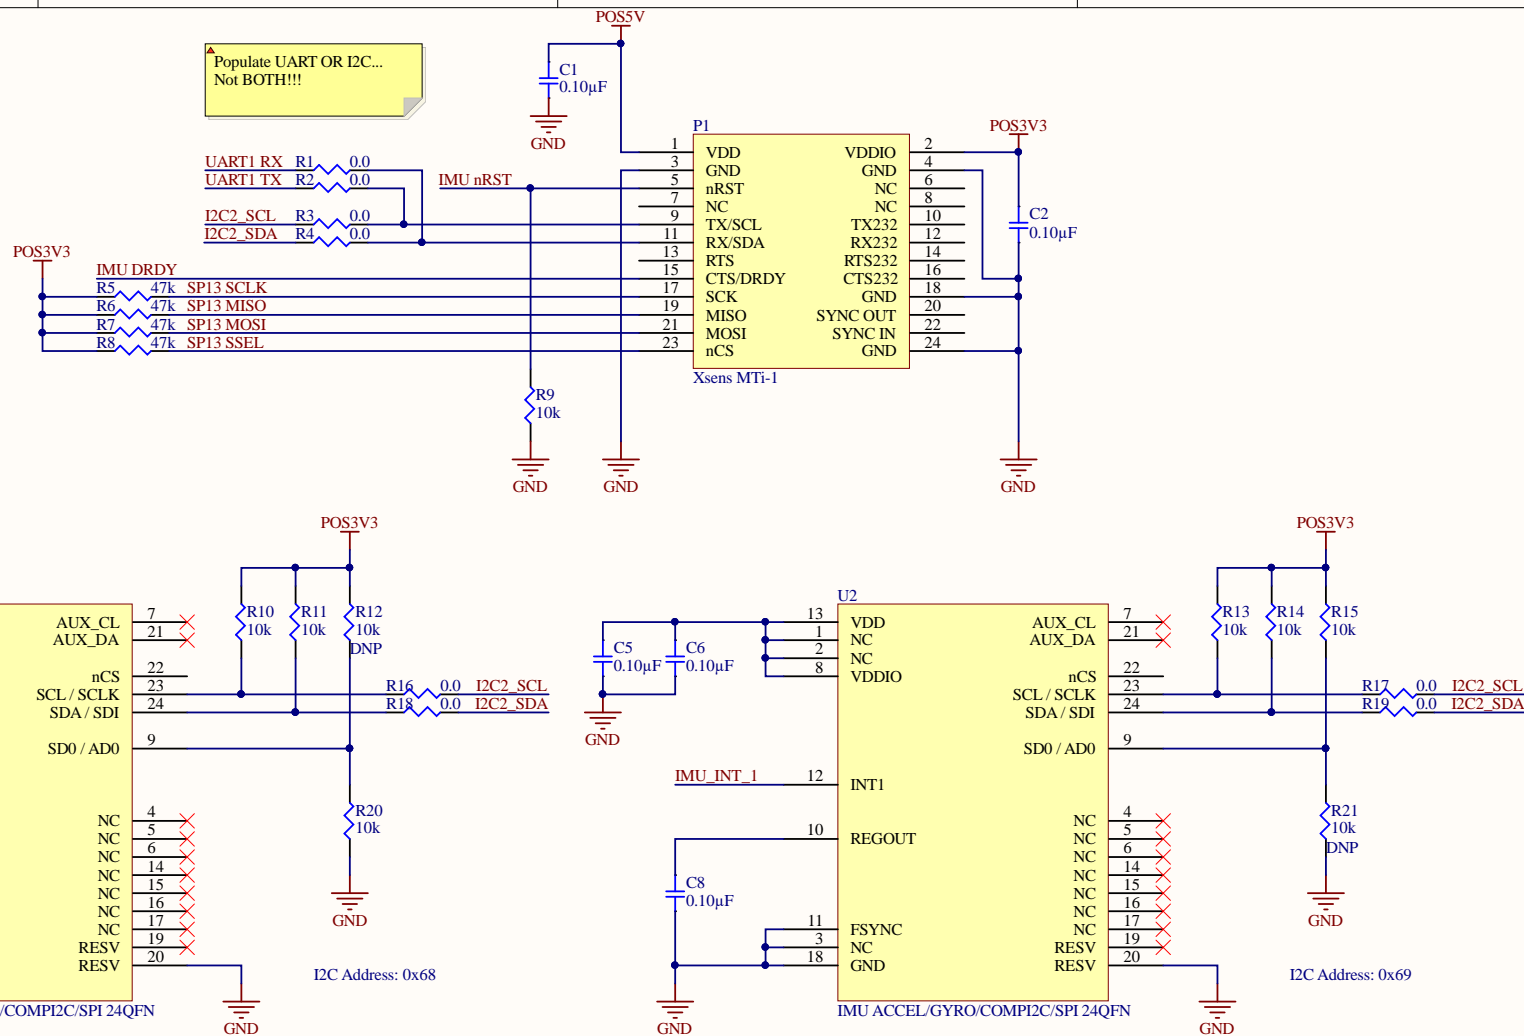 POS5V
Populate UART OR I2C...
Not BOTH!!!
C1
0.10µF
GND
P1
POS3V3
1 VDD VDDIO 2
3 GND GND 4
5 nRST NC 6
7 NC NC 8
9 TX/SCL TX232 10
11 RX/SDA RX232 12
13 RTS RTS232 14
15 CTS/DRDY CTS232 16
17 SCK GND 18
19 MISO SYNC OUT 20
21 MOSI SYNC IN 22
23 nCS GND 24
Xsens MTi-1
UART1 RX R1 0.0
UART1 TX R2 0.0
IMU nRST
I2C2_SCL R3 0.0
I2C2_SDA R4 0.0
C2
0.10µF
POS3V3
IMU DRDY
R5 47k SP13 SCLK
R6 47k SP13 MISO
R7 47k SP13 MOSI
R8 47k SP13 SSEL
R9
10k
GND
GND
GND
POS3V3
AUX_CL 7
AUX_DA 21
nCS 22
SCL / SCLK 23
SDA / SDI 24
SD0 / AD0 9
NC 4
NC 5
NC 6
NC 14
NC 15
NC 16
NC 17
RESV 19
RESV 20
/COMPI2C/SPI 24QFN
R10
10k
R11
10k
R12
10k
DNP
R16 0.0 I2C2_SCL
R18 0.0 I2C2_SDA
R20
10k
GND
I2C Address: 0x68
GND
C5
0.10µF
C6
0.10µF
GND
IMU_INT_1
C8
0.10µF
GND
U2
13 VDD AUX_CL 7
1 NC AUX_DA 21
2 NC
8 VDDIO nCS 22
SCL / SCLK 23
SDA / SDI 24
SD0 / AD0 9
12 INT1
10 REGOUT
NC 4
NC 5
NC 6
NC 14
NC 15
NC 16
11 FSYNC NC 17
3 NC RESV 19
18 GND RESV 20
IMU ACCEL/GYRO/COMPI2C/SPI 24QFN
POS3V3
R13
10k
R14
10k
R15
10k
R17 0.0 I2C2_SCL
R19 0.0 I2C2_SDA
R21
10k
DNP
GND
I2C Address: 0x69
GND